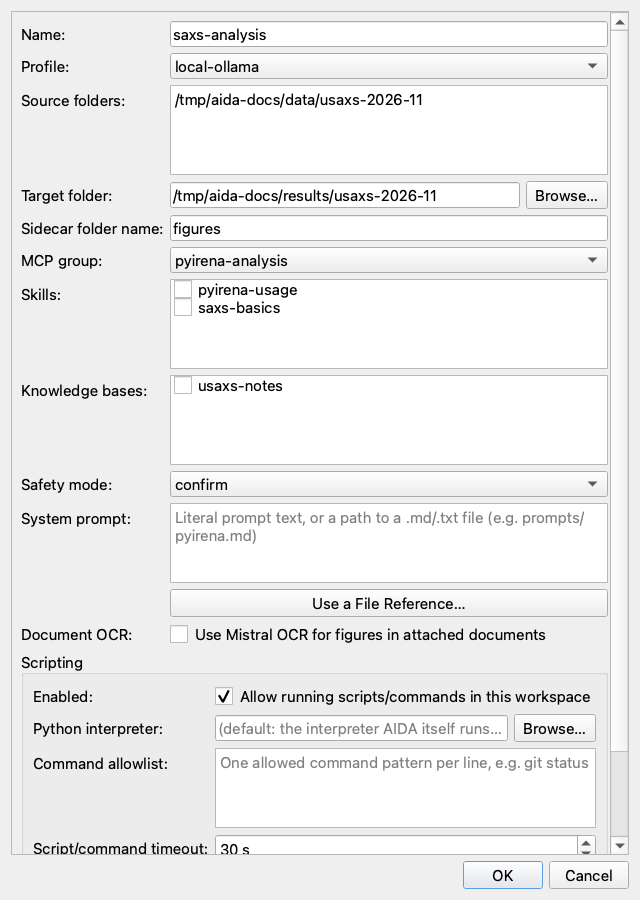 Name: saxs-analysis
Profile: local-ollama
Source folders: /tmp/aida-docs/data/usaxs-2026-11
Target folder: /tmp/aida-docs/results/usaxs-2026-11 Browse...
Sidecar folder name: figures
MCP group: pyirena-analysis
Skills: pyirena-usage
saxs-basics
Knowledge bases: usaxs-notes
Safety mode: confirm
System prompt: Literal prompt text, or a path to a .md/.txt file (e.g. prompts/
pyirena.md)
Use a File Reference...
Document OCR: Use Mistral OCR for figures in attached documents
Scripting
Enabled: Allow running scripts/commands in this workspace
Python interpreter: (default: the interpreter AIDA itself runs... Browse...
Command allowlist: One allowed command pattern per line, e.g. git status
Script/command timeout: 30 s
OK Cancel